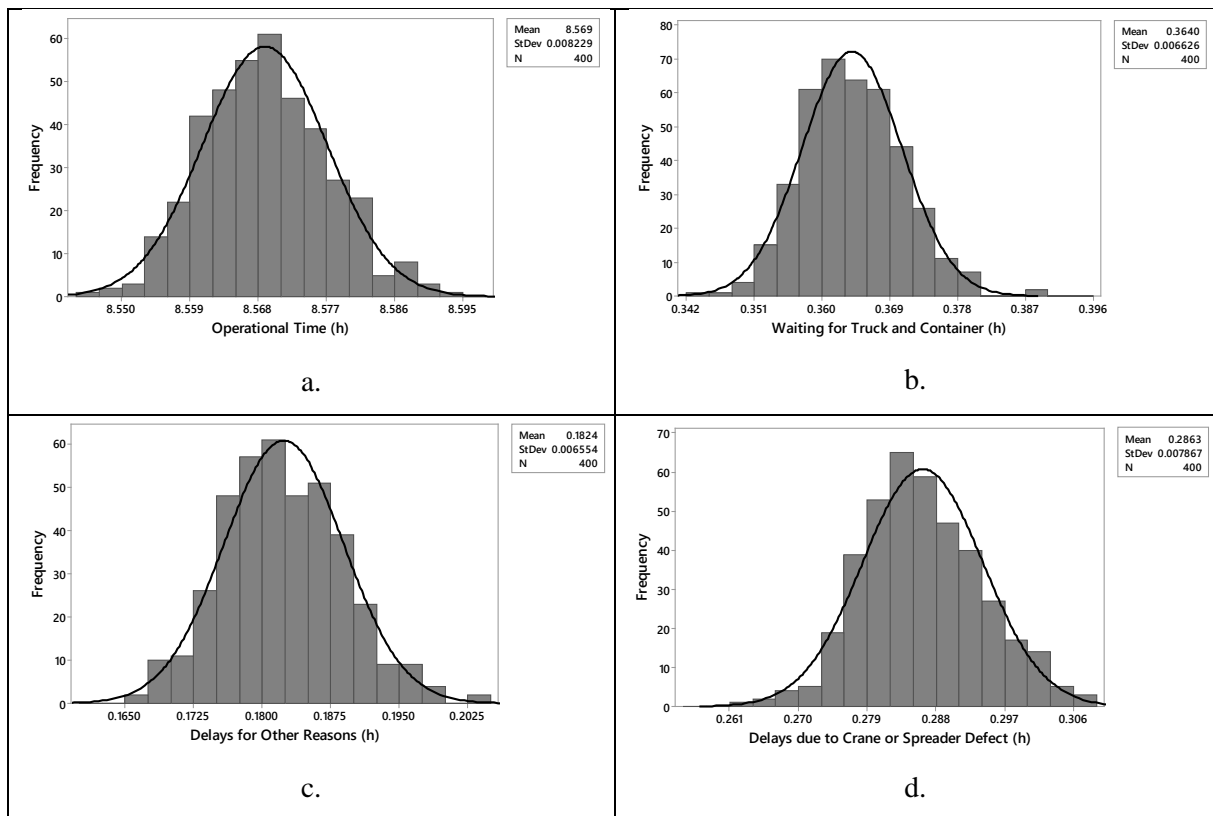 Mean 8.569
StDev 0.008229
N 400
60
50
40
30
20
10
0
Frequency
8.550 8.559 8.568 8.577 8.586 8.595
Operational Time (h)
a.
Mean 0.3640
StDev 0.006626
N 400
80
70
60
50
40
30
20
10
0
Frequency
0.342 0.351 0.360 0.369 0.378 0.387 0.396
Waiting for Truck and Container (h)
b.
Mean 0.1824
StDev 0.006554
N 400
60
50
40
30
20
10
0
Frequency
0.1650 0.1725 0.1800 0.1875 0.1950 0.2025
Delays for Other Reasons (h)
c.
Mean 0.2863
StDev 0.007867
N 400
70
60
50
40
30
20
10
0
Frequency
0.261 0.270 0.279 0.288 0.297 0.306
Delays due to Crane or Spreader Defect (h)
d.